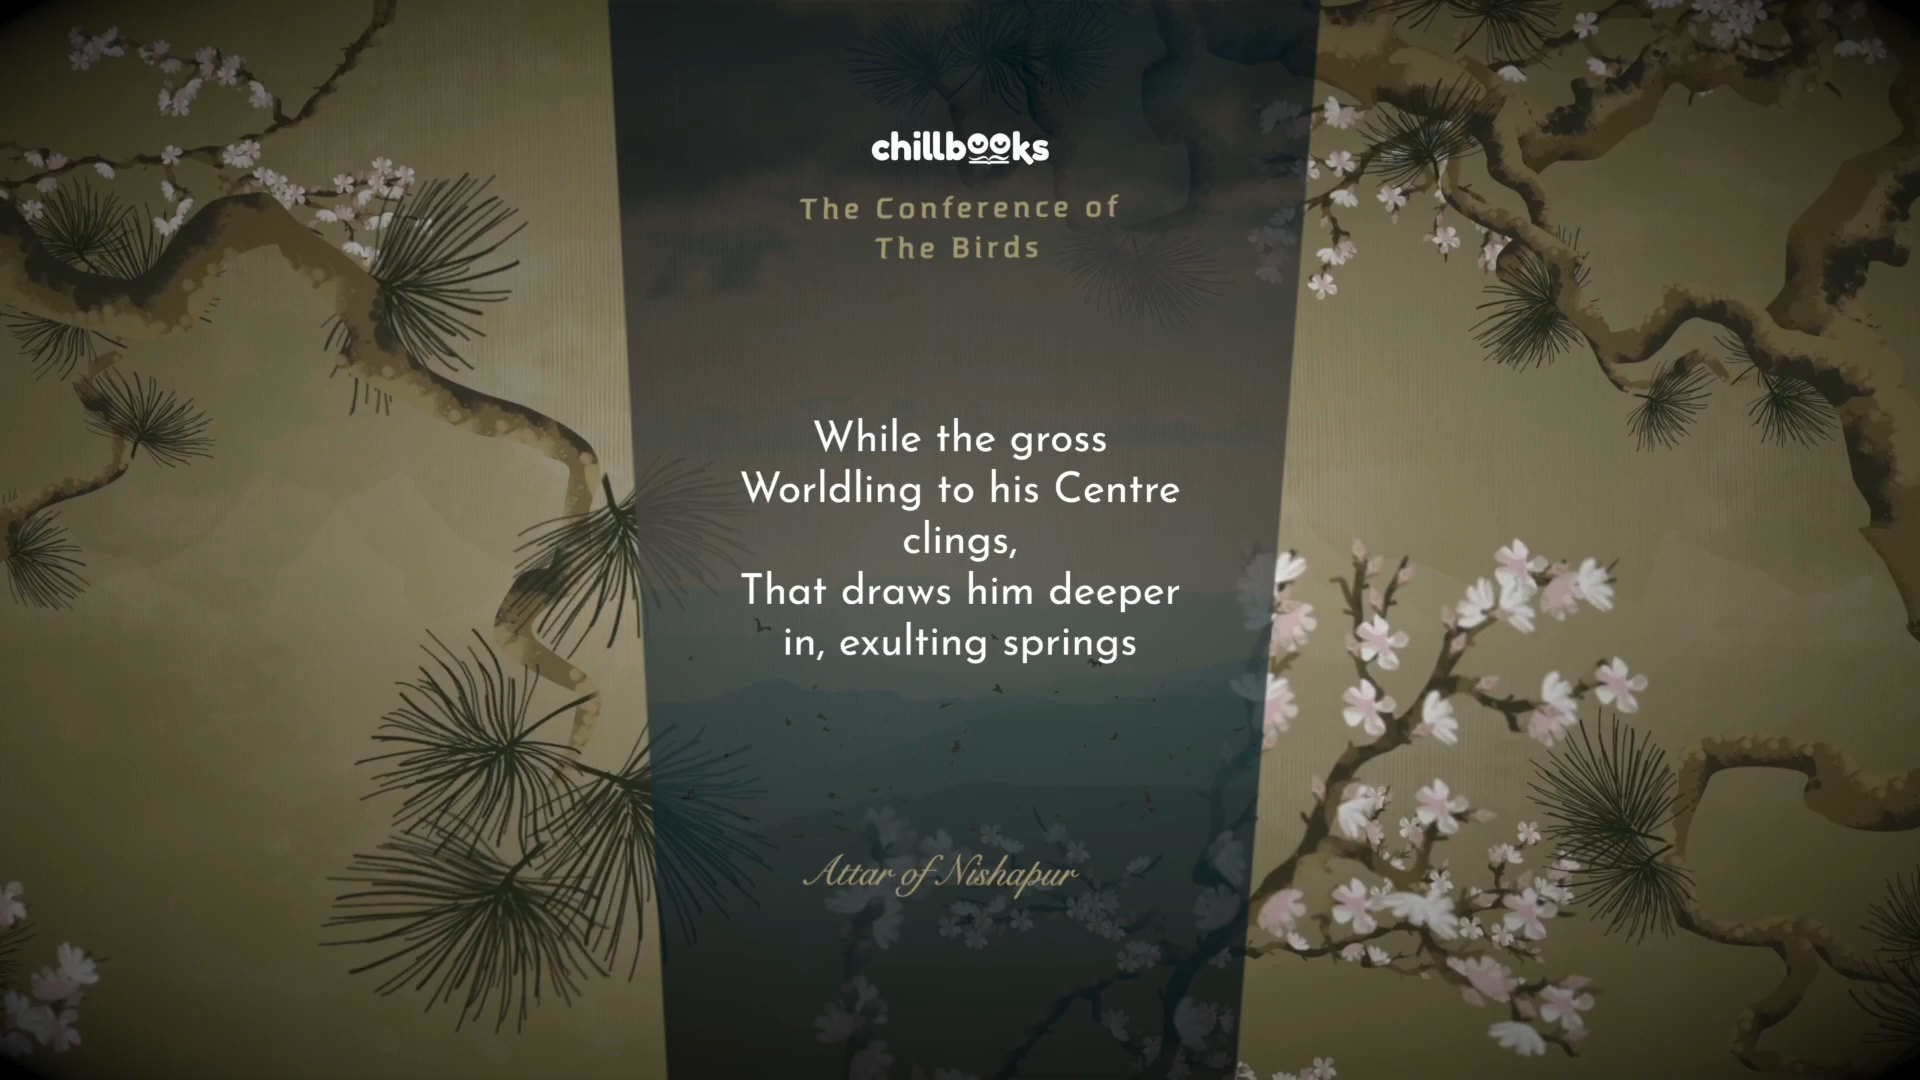 chillbooks
The Conference of
The Birds
While the gross
Worldling to his Centre
clings,
That draws him deeper
in, exulting springs
Attar of Nishapur